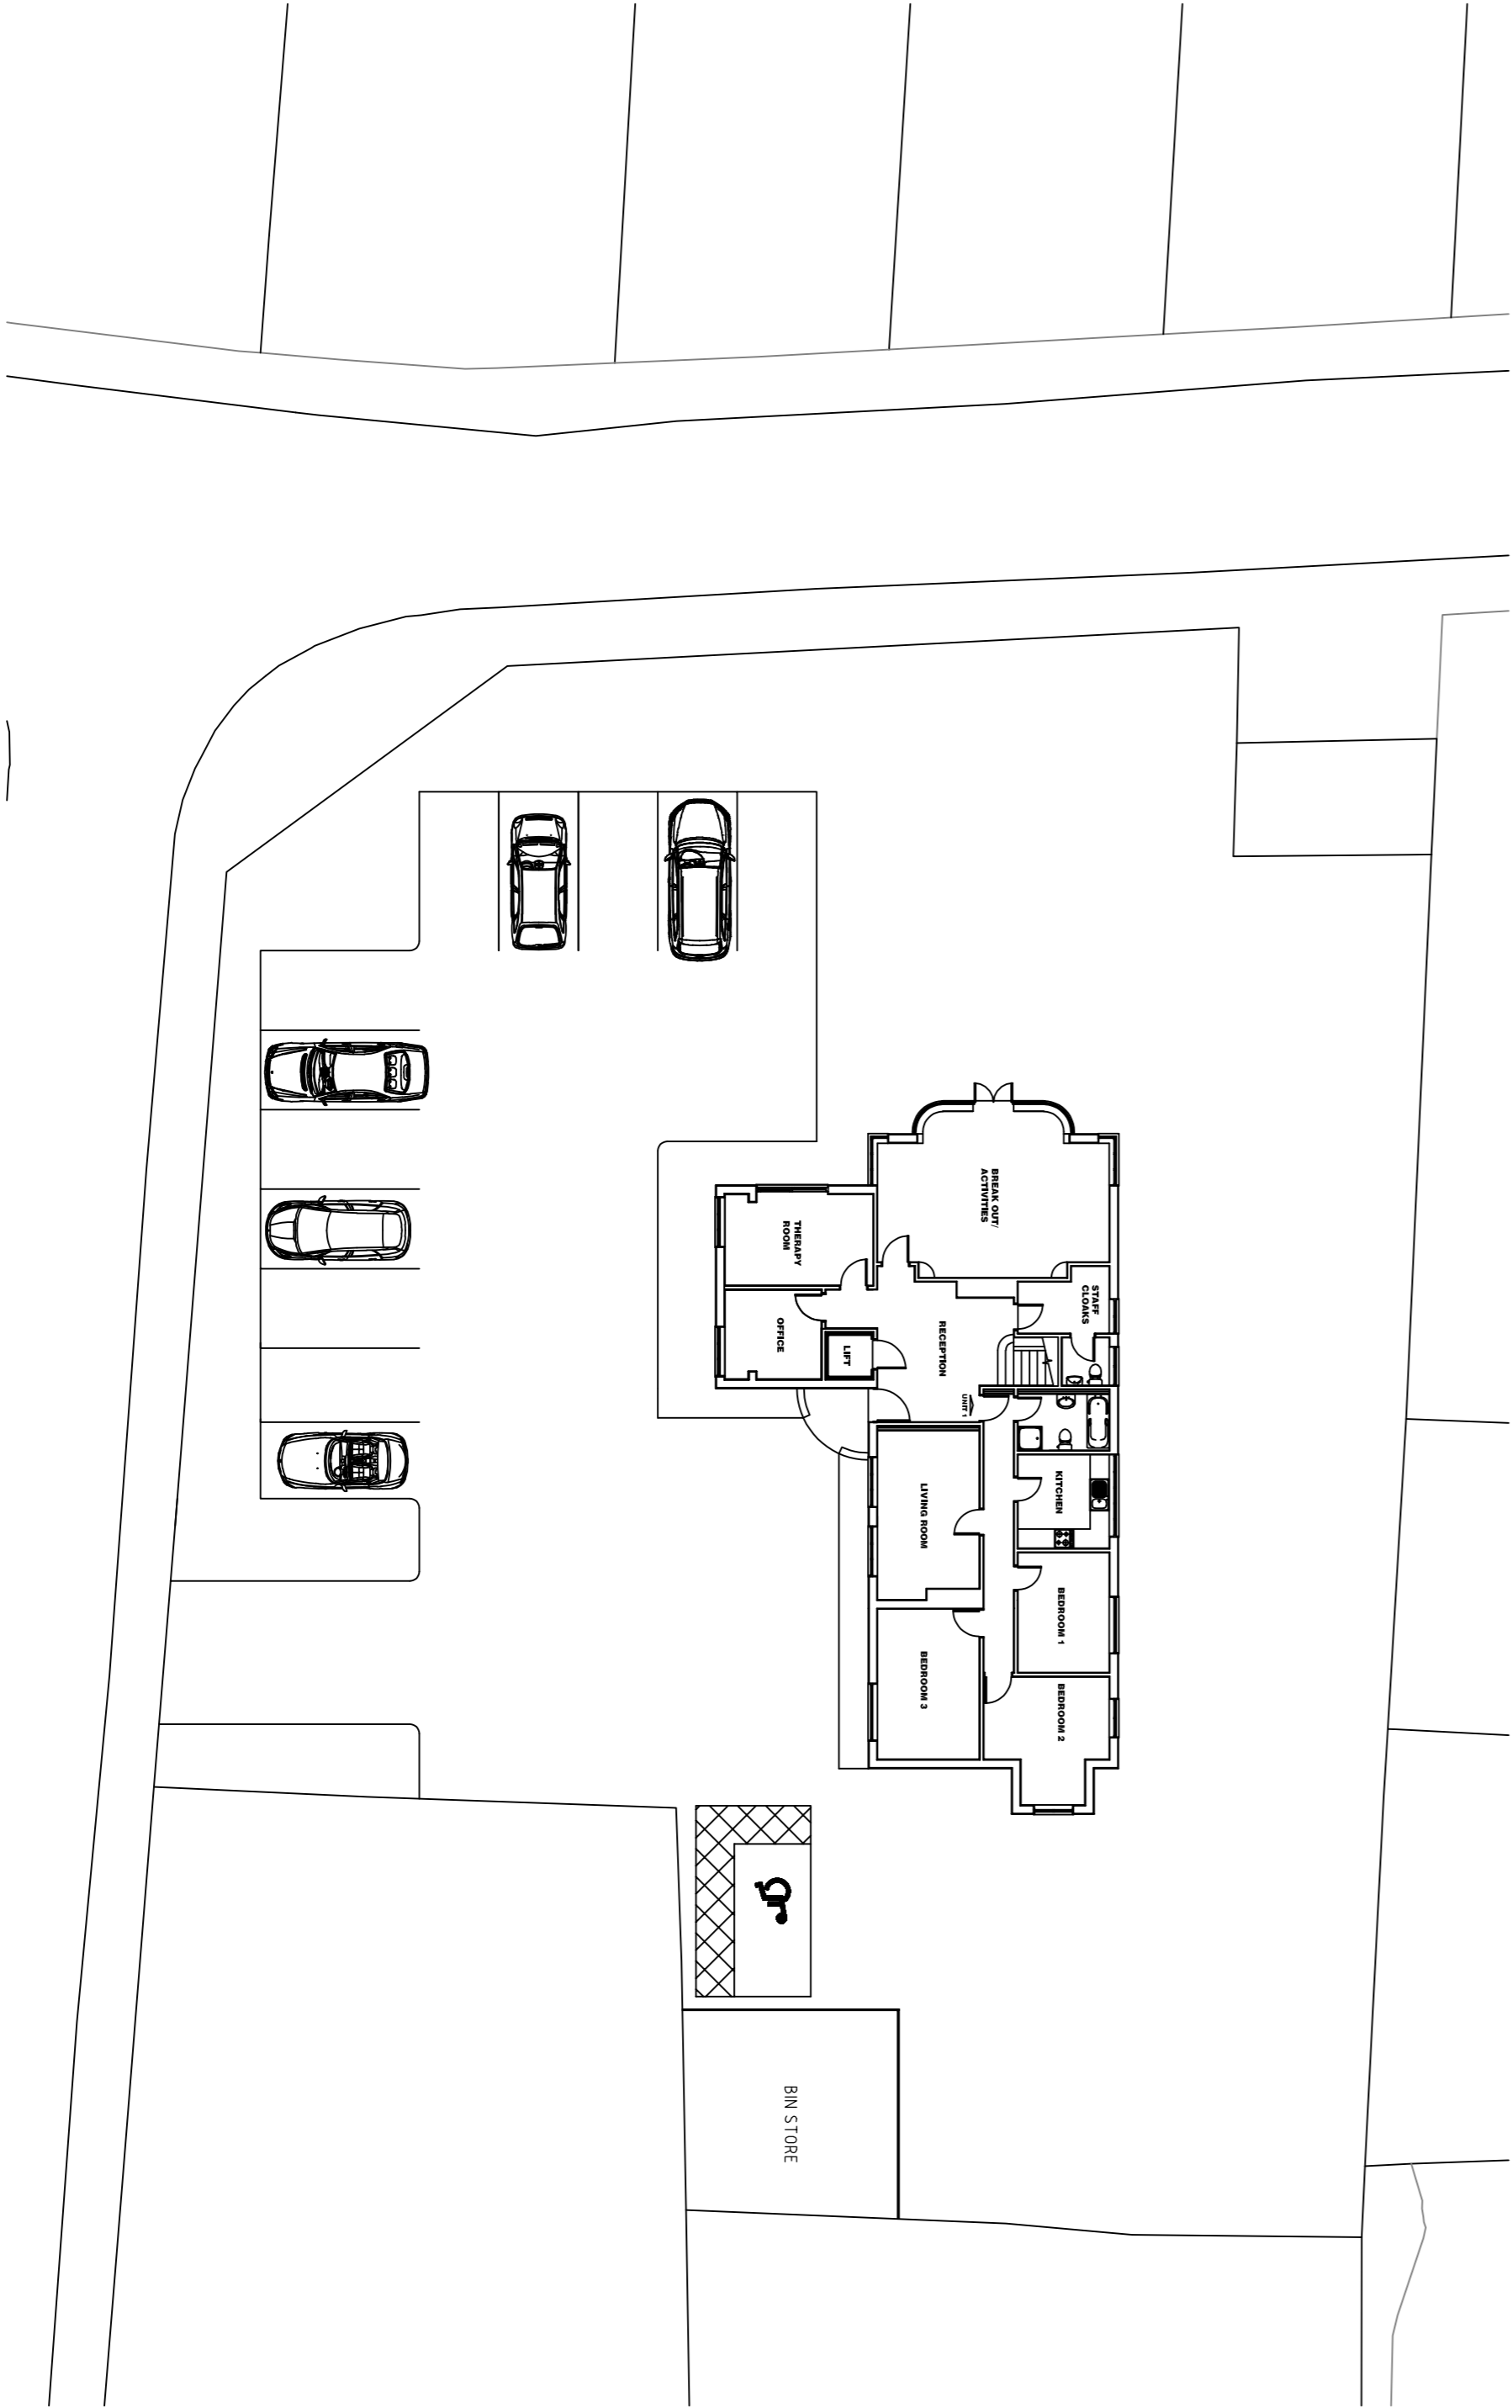 BREAK OUT/
ACTIVITIES
THERAPY
ROOM
STAFF
CLOAKS
OFFICE
LIFT
RECEPTION
UNIT 1
KITCHEN
LIVING ROOM
BEDROOM 1
BEDROOM 2
BEDROOM 3
BIN STORE